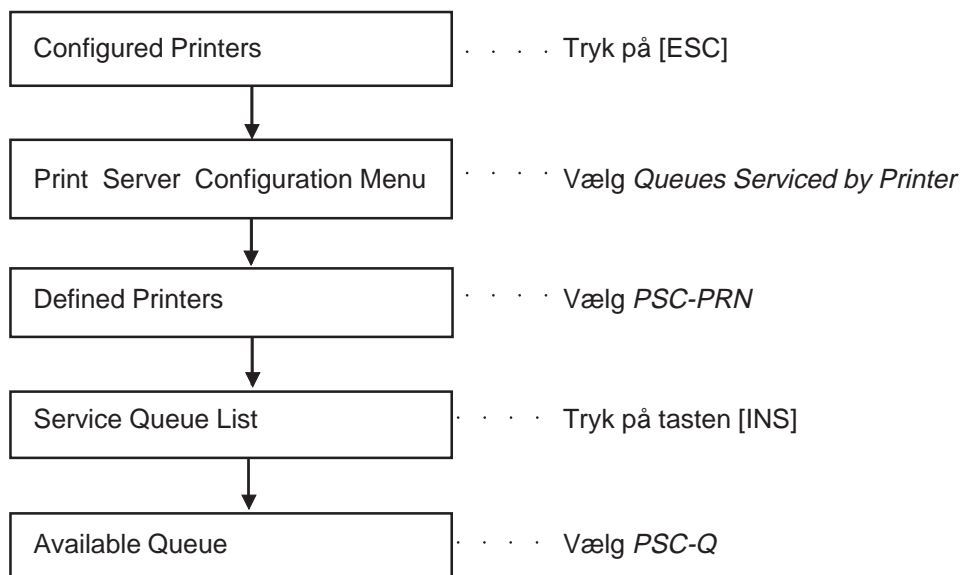 Configured Printers · · · · Tryk på [ESC]
Print Server Configuration Menu · · · · Vælg Queues Serviced by Printer
Defined Printers · · · · Vælg PSC-PRN
Service Queue List · · · · Tryk på tasten [INS]
Available Queue · · · · Vælg PSC-Q